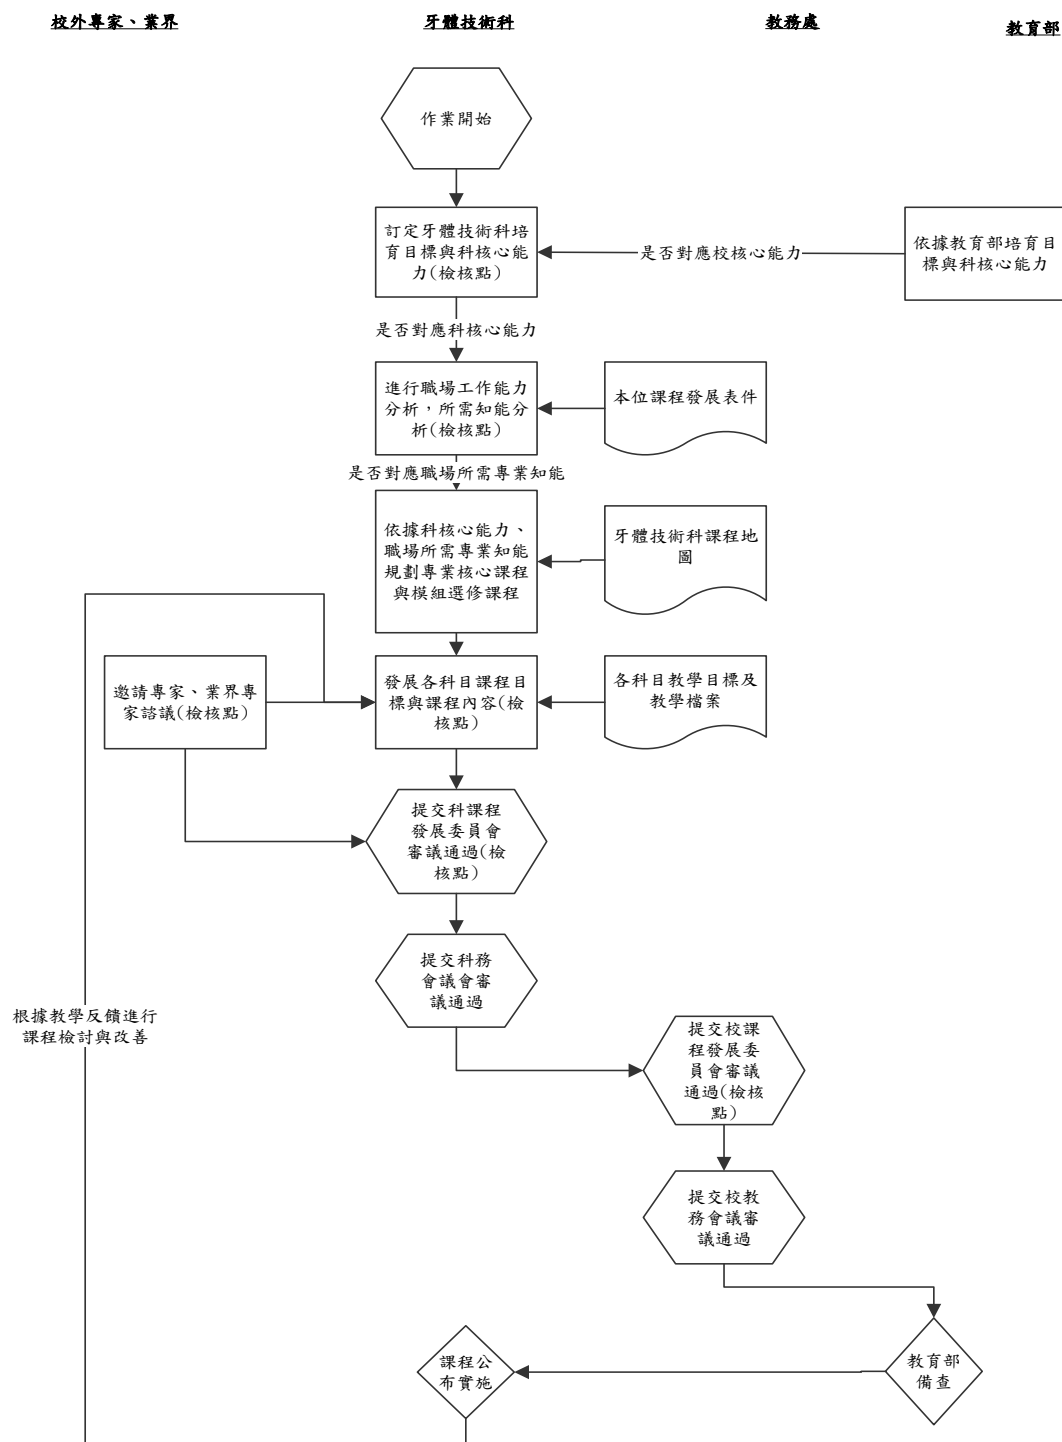 校外專家、業界
牙體技術科
教務處
教育部
作業開始
訂定牙體技術科培
育目標與科核心能
力(檢核點)
是否對應校核心能力
依據教育部培育目
標與科核心能力
是否對應科核心能力
進行職場工作能力
分析，所需知能分
析(檢核點)
本位課程發展表件
是否對應職場所需專業知能
依據科核心能力、
職場所需專業知能
規劃專業核心課程
與模組選修課程
牙體技術科課程地
圖
邀請專家、業界專
家諮議(檢核點)
發展各科目課程目
標與課程內容(檢
核點)
各科目教學目標及
教學檔案
提交科課程
發展委員會
審議通過(檢
核點)
提交科務
會議會審
議通過
根據教學反饋進行
課程檢討與改善
提交校課
程發展委
員會審議
通過(檢核
點)
提交校教
務會議審
議通過
課程公
布實施
教育部
備查